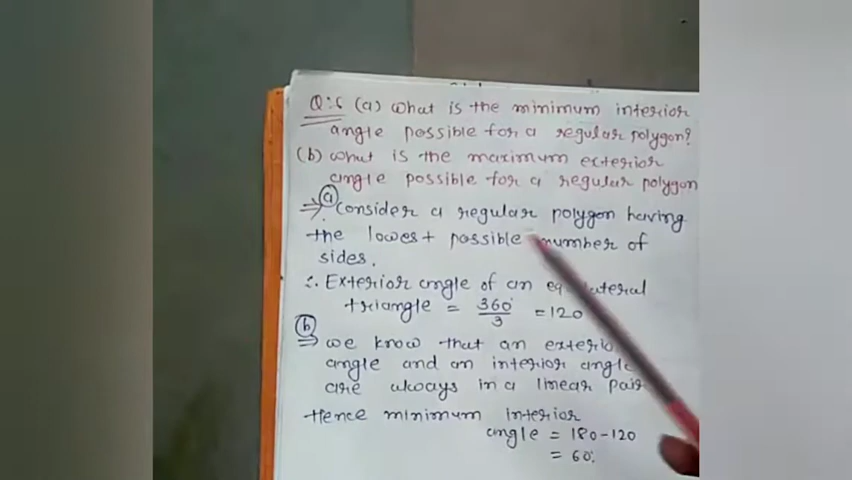 Q:6 (a) what is the minimum interior
angle possible for a regular polygon?
(b) what is the maximum exterior
angle possible for a regular polygon
(a)
⇒ Consider a regular polygon having
the lowest possible number of
sides.
∴ Exterior angle of an equilateral
triangle = 360°/3 = 120
(b)
⇒ we know that an exterio
angle and an interior angle
are always in a linear pair
Hence minimum interior
angle = 180-120
= 60°